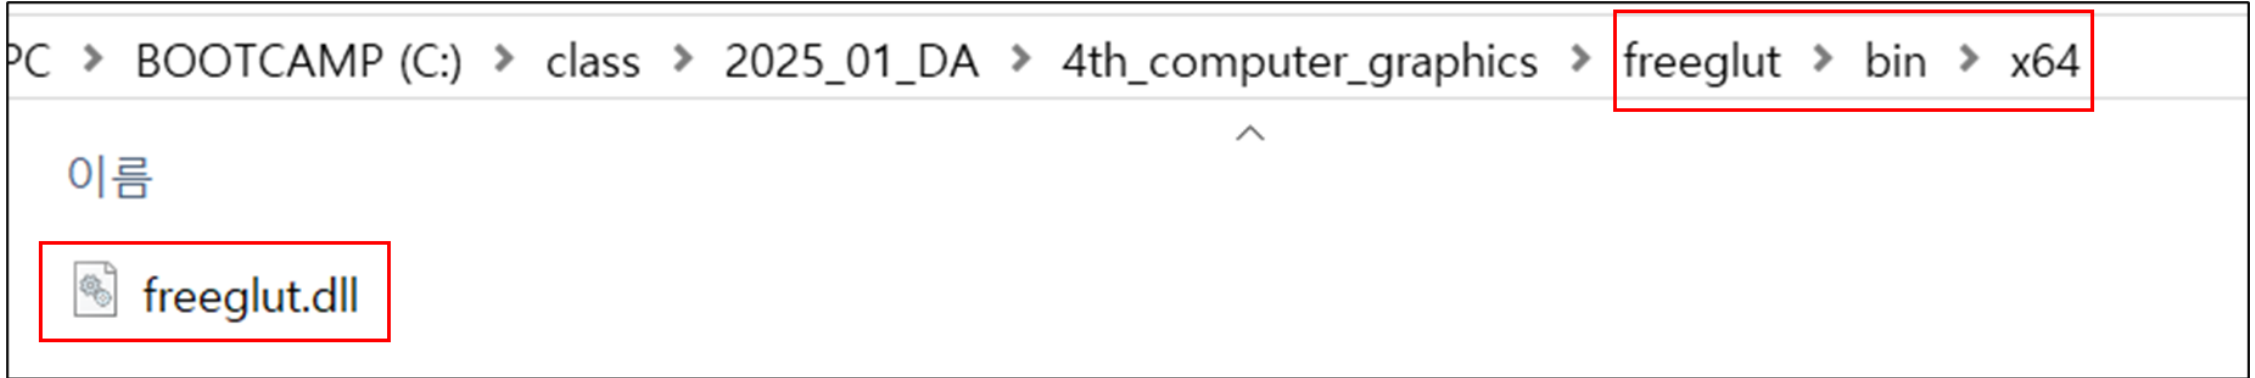 PC > BOOTCAMP (C:) > class > 2025_01_DA > 4th_computer_graphics > freeglut > bin > x64
이름
freeglut.dll